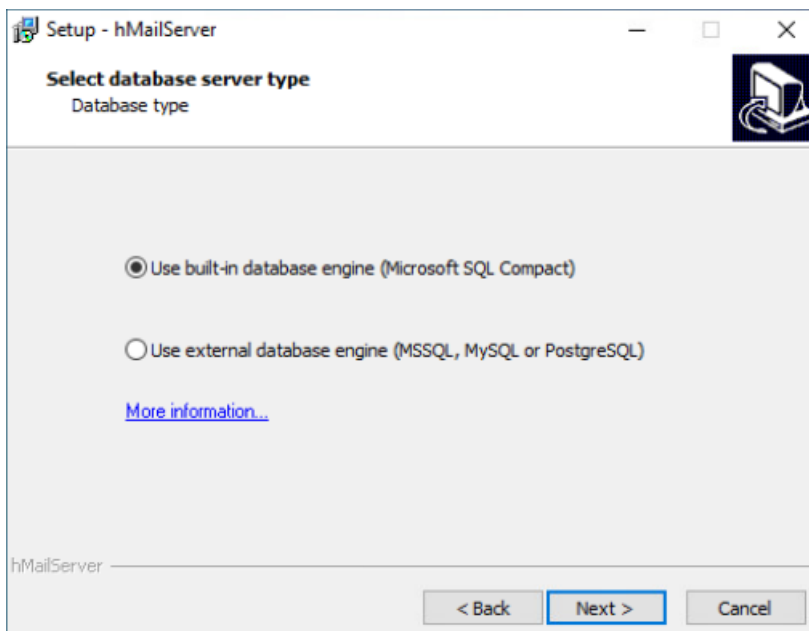 Setup - hMailServer
Select database server type
Database type
Use built-in database engine (Microsoft SQL Compact)
Use external database engine (MSSQL, MySQL or PostgreSQL)
More information...
hMailServer
< Back Next > Cancel